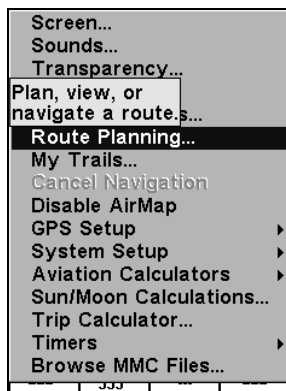 Screen...
Sounds...
Transparency...
Plan, view, or
navigate a route. s...
Route Planning...
My Trails...
Cancel Navigation
Disable AirMap
GPS Setup
System Setup
Aviation Calculators
Sun/Moon Calculations...
Trip Calculator...
Timers
Browse MMC Files...